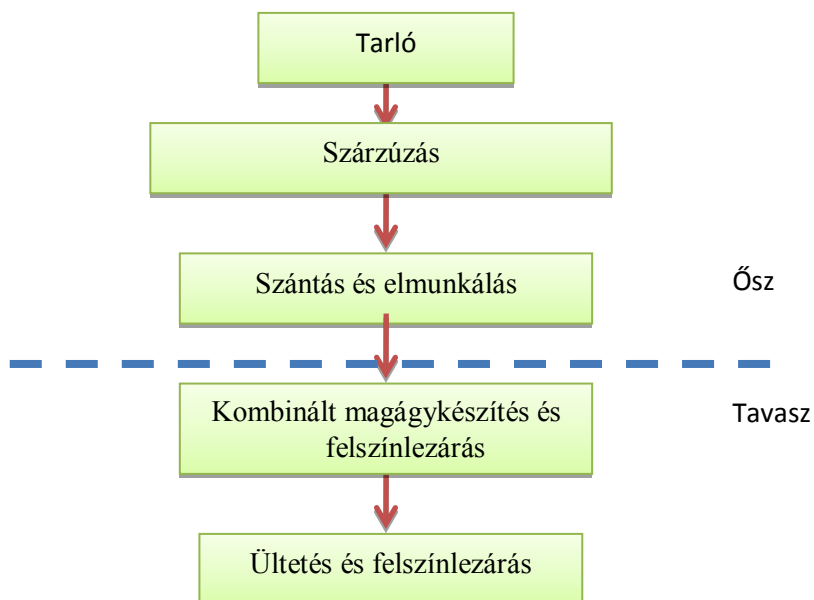 Tarló
Szárzúzás
Szántás és elmunkálás
Ősz
Kombinált magágykészítés és
felszínlezárás
Tavasz
Ültetés és felszínlezárás